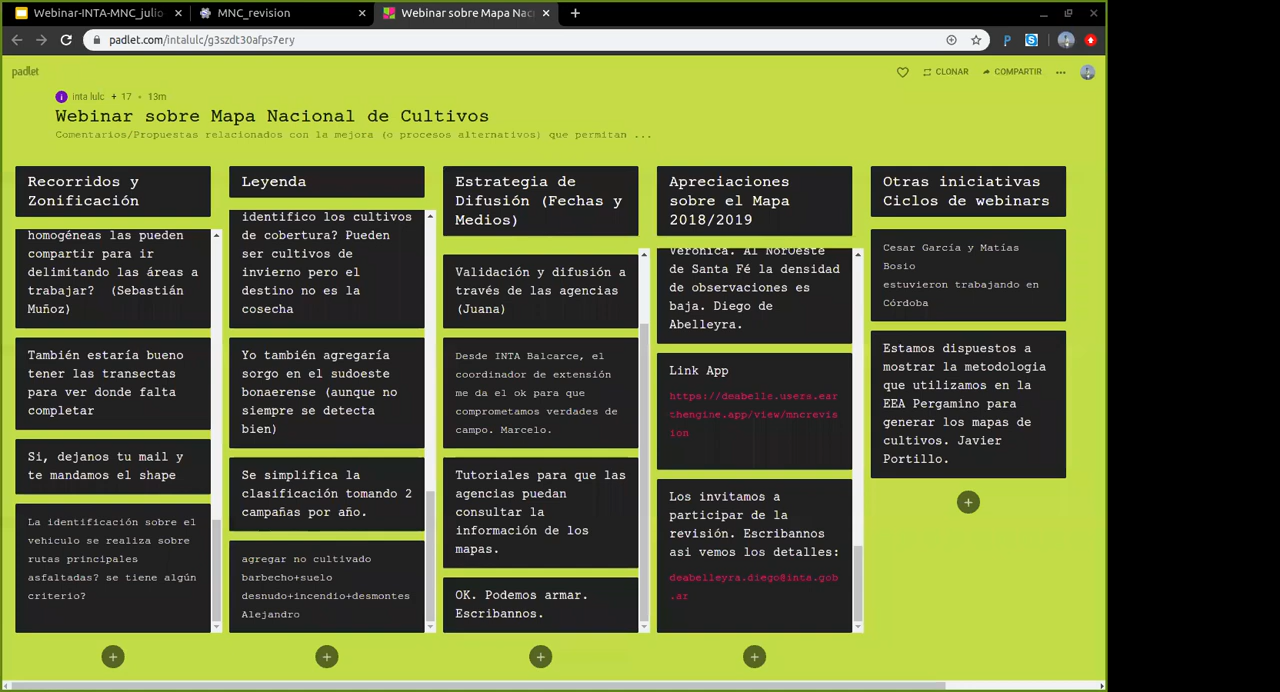 Webinar-INTA-MNC_julio
MNC_revision
Webinar sobre Mapa Nac
padlet.com/intalulc/g3szdt30afps7ery
padlet
CLONAR
COMPARTIR
inta lulc + 17 • 13m
Webinar sobre Mapa Nacional de Cultivos
Comentarios/Propuestas relacionados con la mejora (o procesos alternativos) que permitan ...
Recorridos y
Zonificación
homogéneas las pueden
compartir para ir
delimitando las áreas a
trabajar? (Sebastián
Muñoz)
También estaría bueno
tener las transectas
para ver donde falta
completar
Si, dejanos tu mail y
te mandamos el shape
La identificación sobre el
vehiculo se realiza sobre
rutas principales
asfaltadas? se tiene algún
criterio?
Leyenda
identifico los cultivos
de cobertura? Pueden
ser cultivos de
invierno pero el
destino no es la
cosecha
Yo también agregaría
sorgo en el sudoeste
bonaerense (aunque no
siempre se detecta
bien)
Se simplifica la
clasificación tomando 2
campañas por año.
agregar no cultivado
barbecho+suelo
desnudo+incendio+desmontes
Alejandro
Estrategia de
Difusión (Fechas y
Medios)
Validación y difusión a
través de las agencias
(Juana)
Desde INTA Balcarce, el
coordinador de extensión
me da el ok para que
comprometamos verdades de
campo. Marcelo.
Tutoriales para que las
agencias puedan
consultar la
información de los
mapas.
OK. Podemos armar.
Escribannos.
Apreciaciones
sobre el Mapa
2018/2019
Verónica. Al NorOeste
de Santa Fé la densidad
de observaciones es
baja. Diego de
Abelleyra.
Link App
https://deabelle.users.ear
thengine.app/view/mncrevis
ion
Los invitamos a
participar de la
revisión. Escribannos
asi vemos los detalles:
deabelleyra.diego@inta.gob
.ar
Otras iniciativas
Ciclos de webinars
Cesar García y Matías
Bosio
estuvieron trabajando en
Córdoba
Estamos dispuestos a
mostrar la metodología
que utilizamos en la
EEA Pergamino para
generar los mapas de
cultivos. Javier
Portillo.